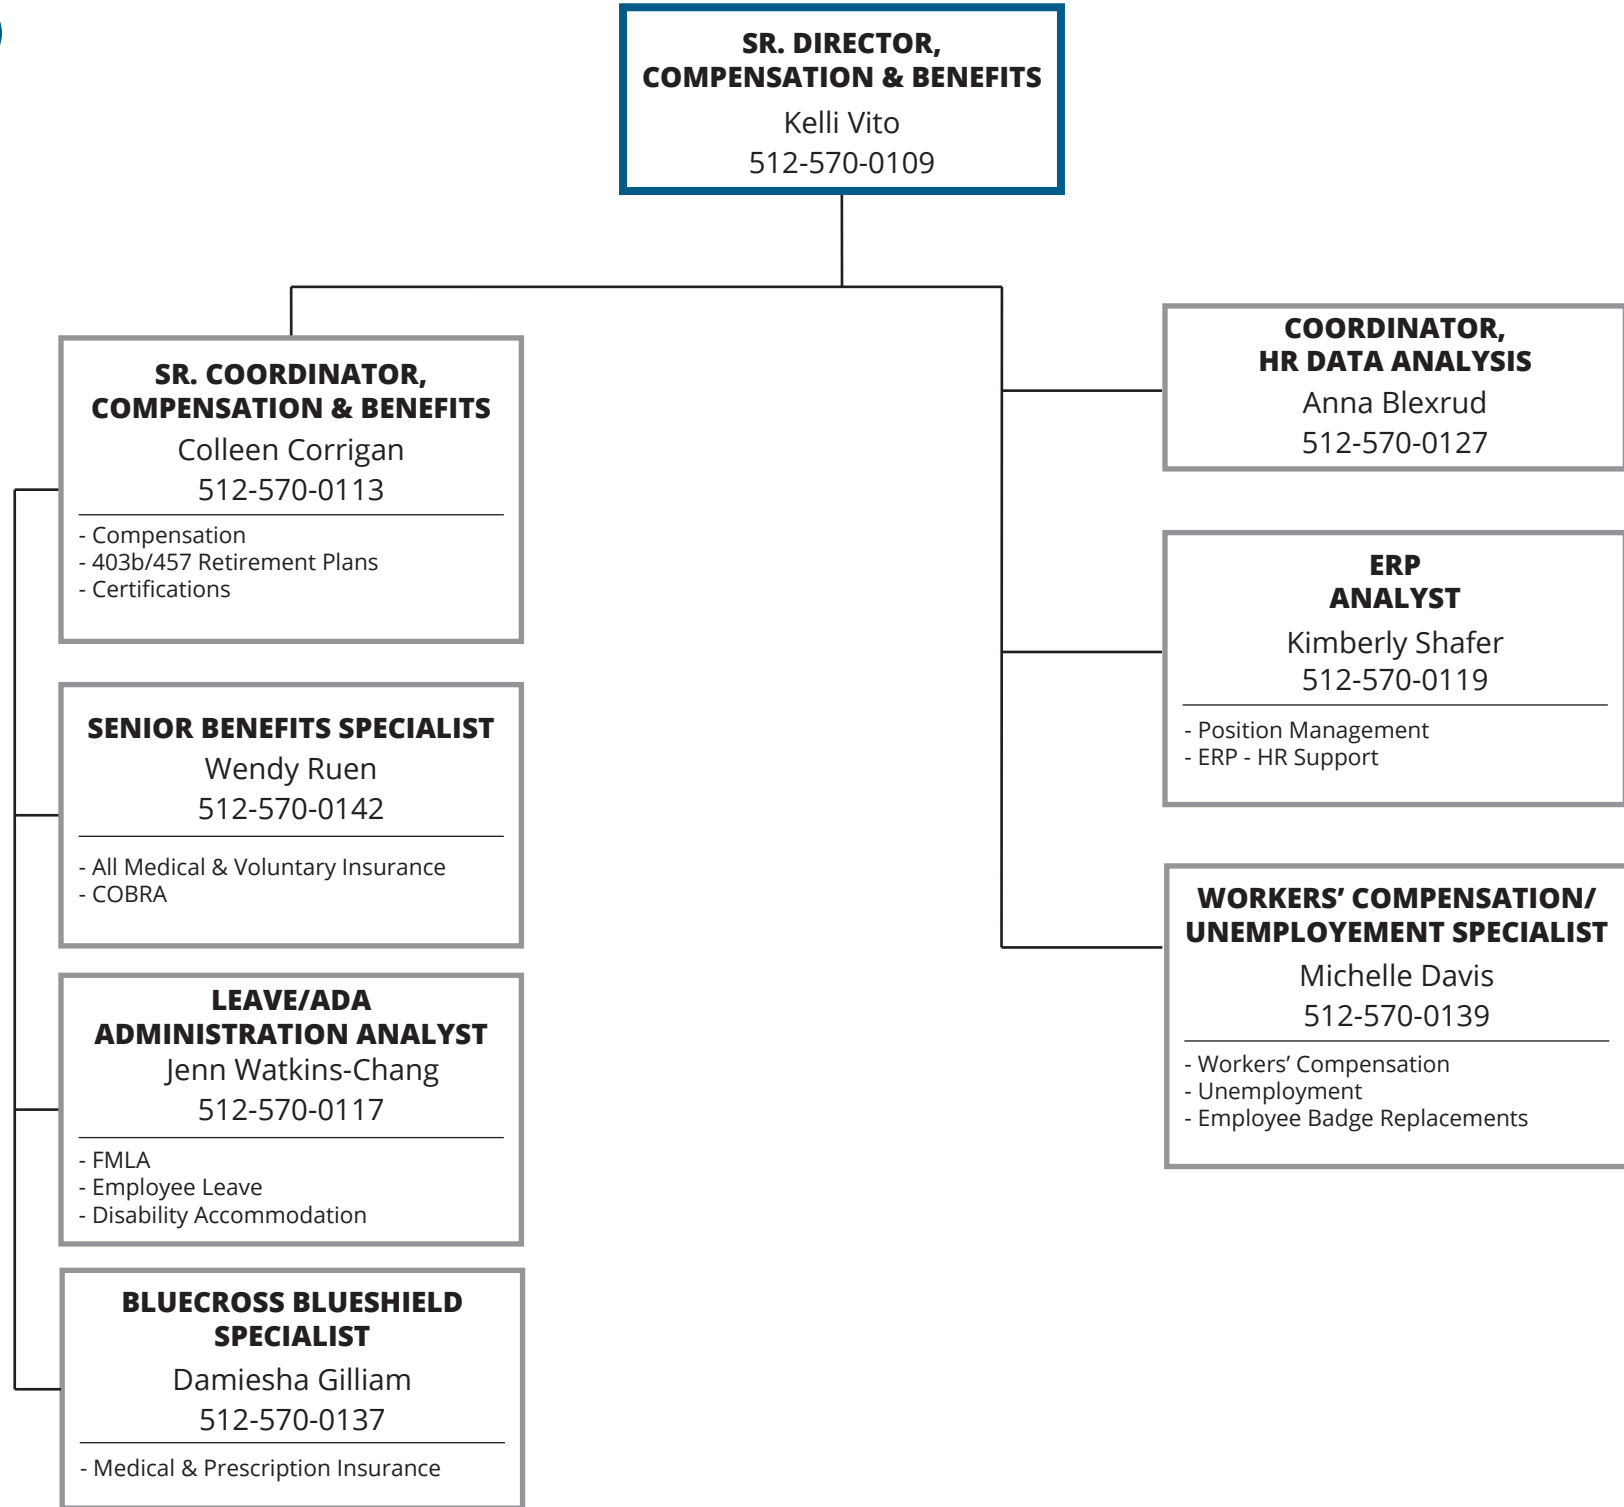 SR. DIRECTOR,
COMPENSATION & BENEFITS
Kelli Vito
512-570-0109
SR. COORDINATOR,
COMPENSATION & BENEFITS
Colleen Corrigan
512-570-0113
- Compensation
- 403b/457 Retirement Plans
- Certifications
SENIOR BENEFITS SPECIALIST
Wendy Ruen
512-570-0142
- All Medical & Voluntary Insurance
- COBRA
LEAVE/ADA
ADMINISTRATION ANALYST
Jenn Watkins-Chang
512-570-0117
- FMLA
- Employee Leave
- Disability Accommodation
BLUECROSS BLUESHIELD
SPECIALIST
Damiesha Gilliam
512-570-0137
- Medical & Prescription Insurance
COORDINATOR,
HR DATA ANALYSIS
Anna Blexrud
512-570-0127
ERP
ANALYST
Kimberly Shafer
512-570-0119
- Position Management
- ERP - HR Support
WORKERS’ COMPENSATION/
UNEMPLOYEMENT SPECIALIST
Michelle Davis
512-570-0139
- Workers’ Compensation
- Unemployment
- Employee Badge Replacements